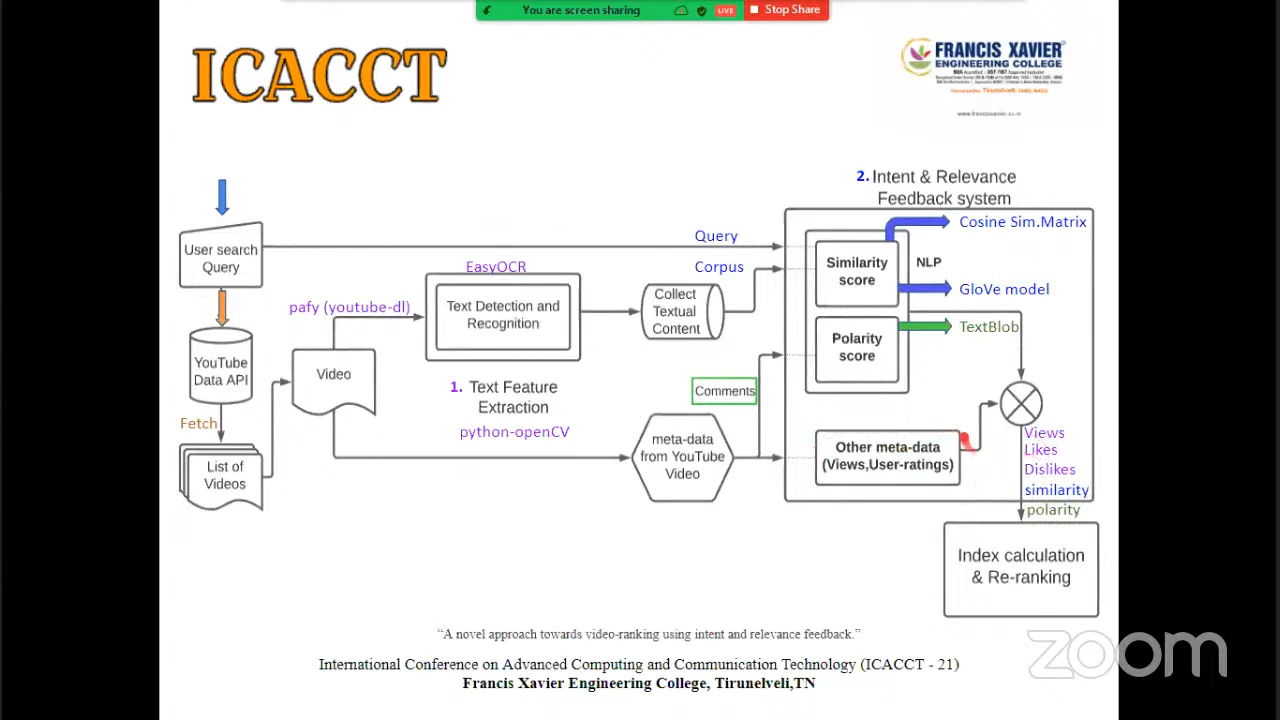 You are screen sharing
LIVE
Stop Share
ICACCT
FRANCIS XAVIER
ENGINEERING COLLEGE
www.francisxavier.ac.in
2. Intent & Relevance
Feedback system
User search
Query
Query
Cosine Sim.Matrix
Similarity
score
NLP
EasyOCR
Corpus
GloVe model
pafy (youtube-dl)
Text Detection and
Recognition
Collect
Textual
Content
TextBlob
Polarity
score
YouTube
Data API
Video
1. Text Feature
Extraction
python-openCV
Comments
Fetch
List of
Videos
meta-data
from YouTube
Video
Other meta-data
(Views,User-ratings)
Views
Likes
Dislikes
similarity
polarity
Index calculation
& Re-ranking
“A novel approach towards video-ranking using intent and relevance feedback.”
International Conference on Advanced Computing and Communication Technology (ICACCT - 21)
Francis Xavier Engineering College, Tirunelveli,TN
zoom